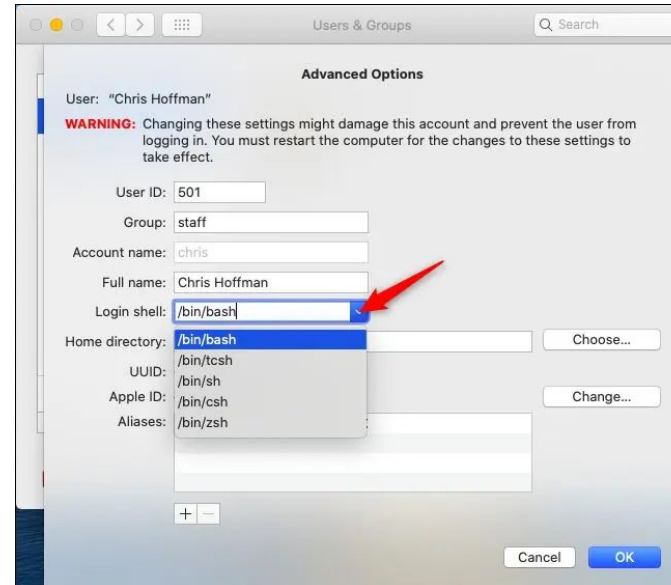 Users & Groups
Search
Advanced Options
User: "Chris Hoffman"
WARNING: Changing these settings might damage this account and prevent the user from
logging in. You must restart the computer for the changes to these settings to
take effect.
User ID: 501
Group: staff
Account name: chris
Full name: Chris Hoffman
Login shell: /bin/bash
Home directory: Choose...
/bin/bash
/bin/tcsh
/bin/sh
/bin/csh
/bin/zsh
UUID:
Apple ID: Change...
Aliases:
+ −
Cancel OK